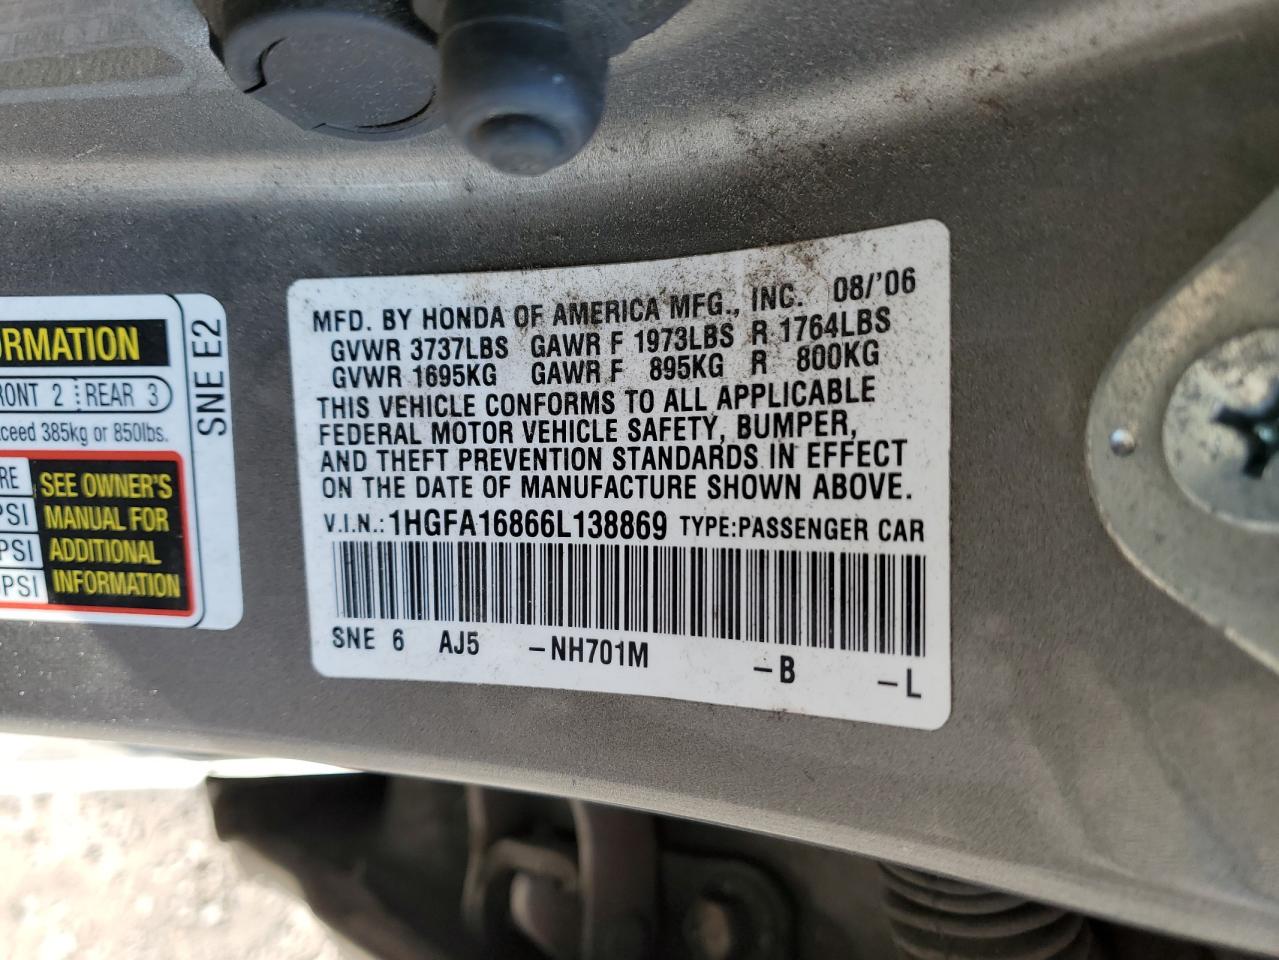 ORMATION
RONT 2 REAR 3
ceed 385kg or 850lbs.
RE
PSI
PSI
PSI
SEE OWNER'S
MANUAL FOR
ADDITIONAL
INFORMATION
SNE E2
MFD. BY HONDA OF AMERICA MFG., INC. 08/'06
GVWR 3737LBS GAWR F 1973LBS R 1764LBS
GVWR 1695KG GAWR F 895KG R 800KG
THIS VEHICLE CONFORMS TO ALL APPLICABLE
FEDERAL MOTOR VEHICLE SAFETY, BUMPER,
AND THEFT PREVENTION STANDARDS IN EFFECT
ON THE DATE OF MANUFACTURE SHOWN ABOVE.
V.I.N.: 1HGFA16866L138869 TYPE:PASSENGER CAR
SNE 6 AJ5 -NH701M -B -L